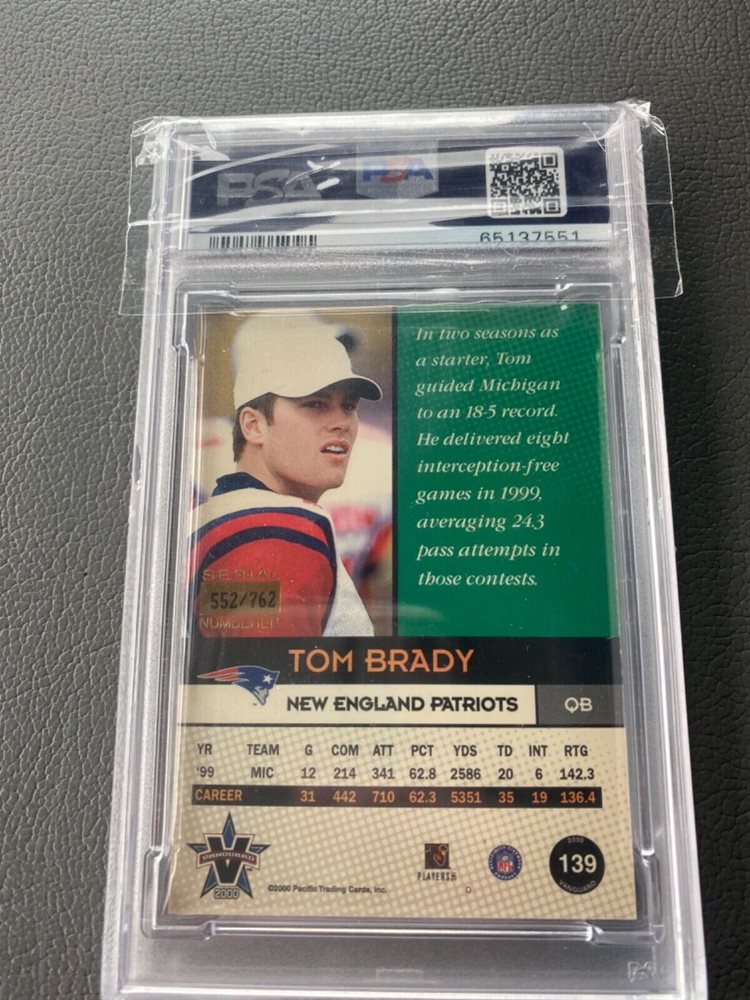 PSA PSA
65137551
In two seasons as
a starter, Tom
guided Michigan
to an 18-5 record.
He delivered eight
interception-free
games in 1999,
averaging 24.3
pass attempts in
those contests.
SERIAL
552/762
NUMBERED
TOM BRADY
NEW ENGLAND PATRIOTS QB
YR TEAM G COM ATT PCT YDS TD INT RTG
'99 MIC 12 214 341 62.8 2586 20 6 142.3
CAREER 31 442 710 62.3 5351 35 19 136.4
VANGUARD
V
2000
©2000 Pacific Trading Cards, Inc.
PLAYERS
D
NFL
2000
139
VANGUARD